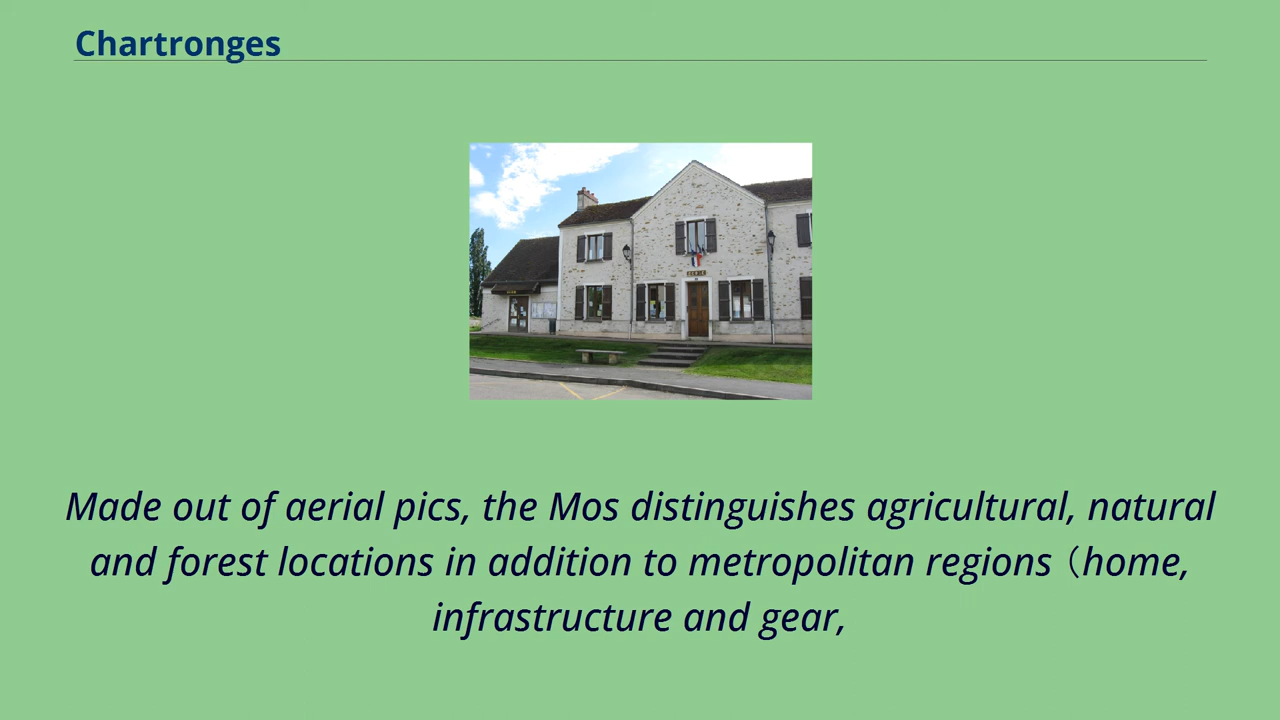 Chartronges
Made out of aerial pics, the Mos distinguishes agricultural, natural
and forest locations in addition to metropolitan regions（home,
infrastructure and gear,